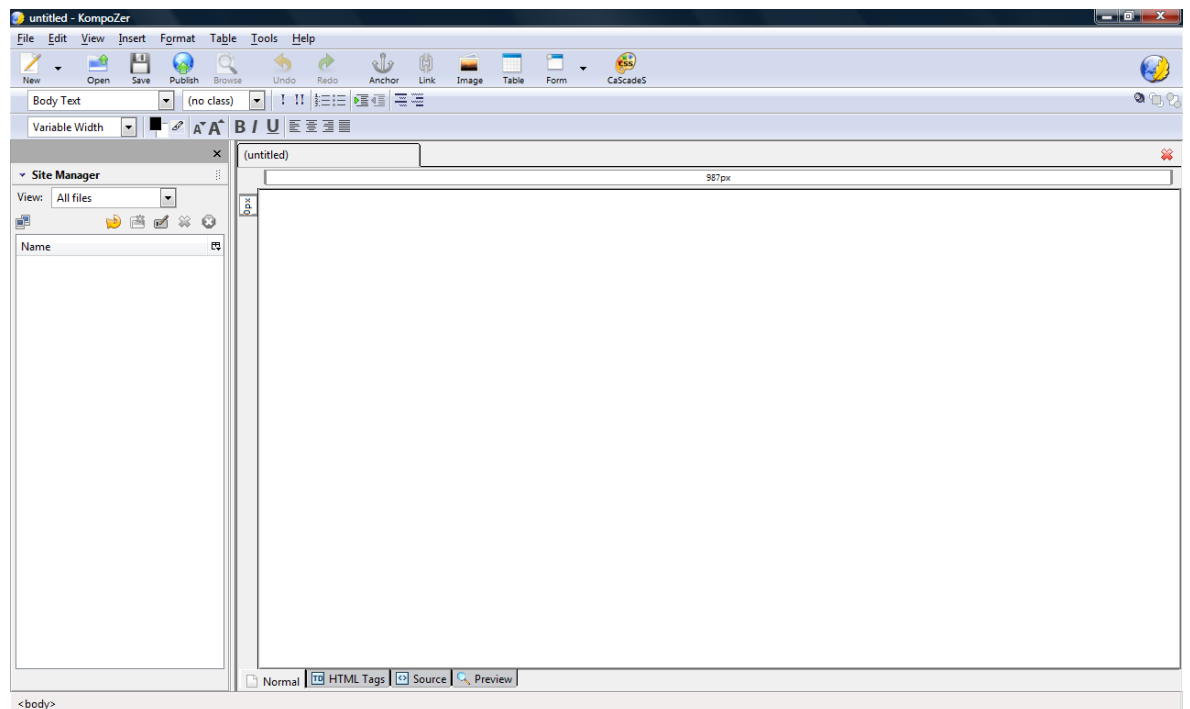 untitled - KompoZer
File Edit View Insert Format Table Tools Help
New Open Save Publish Browse Undo Redo Anchor Link Image Table Form CaScadeS
CSS
Body Text (no class) ! !!
Variable Width A A B I U
(untitled)
Site Manager
987px
View: All files
0px
Name
Normal TD HTML Tags Source Preview
<body>